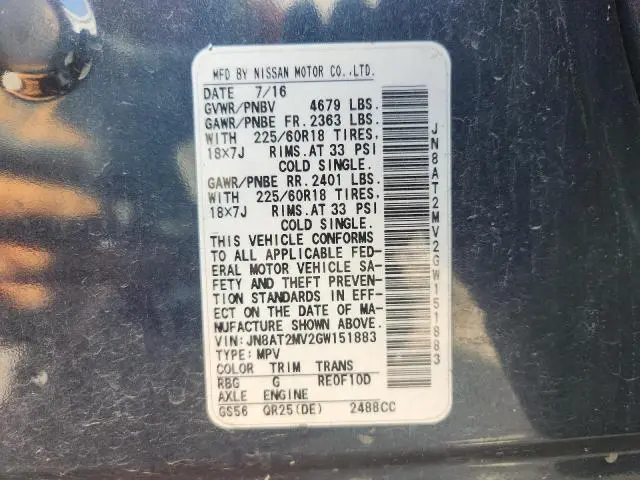 MFD BY NISSAN MOTOR CO.,LTD.
DATE 7/16
GVWR/PNBV 4679 LBS.
GAWR/PNBE FR. 2363 LBS.
WITH 225/60R18 TIRES,
18×7J RIMS. AT 33 PSI
COLD SINGLE.
GAWR/PNBE RR. 2401 LBS.
WITH 225/60R18 TIRES,
18×7J RIMS. AT 33 PSI
COLD SINGLE.
THIS VEHICLE CONFORMS
TO ALL APPLICABLE FED-
ERAL MOTOR VEHICLE SA-
FETY AND THEFT PREVEN-
TION STANDARDS IN EFF-
ECT ON THE DATE OF MA-
NUFACTURE SHOWN ABOVE.
VIN:JN8AT2MV2GW151883
TYPE: MPV
COLOR TRIM TRANS
RBG G RE0F10D
AXLE ENGINE
GS56 QR25(DE) 2488CC
JN8AT2MV2GW151883